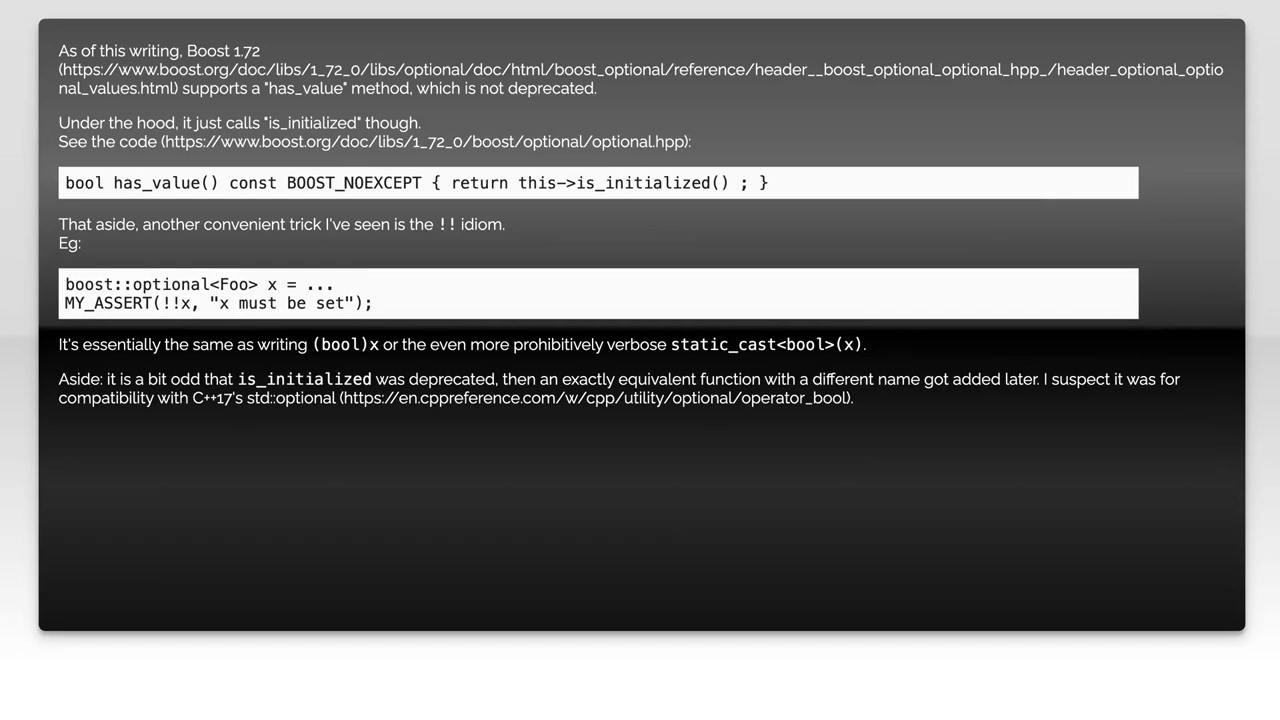 As of this writing, Boost 1.72
(https://www.boost.org/doc/libs/1_72_0/libs/optional/doc/html/boost_optional/reference/header__boost_optional_optional_hpp_/header_optional_optio
nal_values.html) supports a "has_value" method, which is not deprecated.
Under the hood, it just calls "is_initialized" though.
See the code (https://www.boost.org/doc/libs/1_72_0/boost/optional/optional.hpp):
bool has_value() const BOOST_NOEXCEPT { return this->is_initialized() ; }
That aside, another convenient trick I've seen is the !! idiom.
Eg:
boost::optional<Foo> x = ...
MY_ASSERT(!!x, "x must be set");
It's essentially the same as writing (bool)x or the even more prohibitively verbose static_cast<bool>(x).
Aside: it is a bit odd that is_initialized was deprecated, then an exactly equivalent function with a different name got added later. I suspect it was for
compatibility with C++17's std::optional (https://en.cppreference.com/w/cpp/utility/optional/operator_bool).